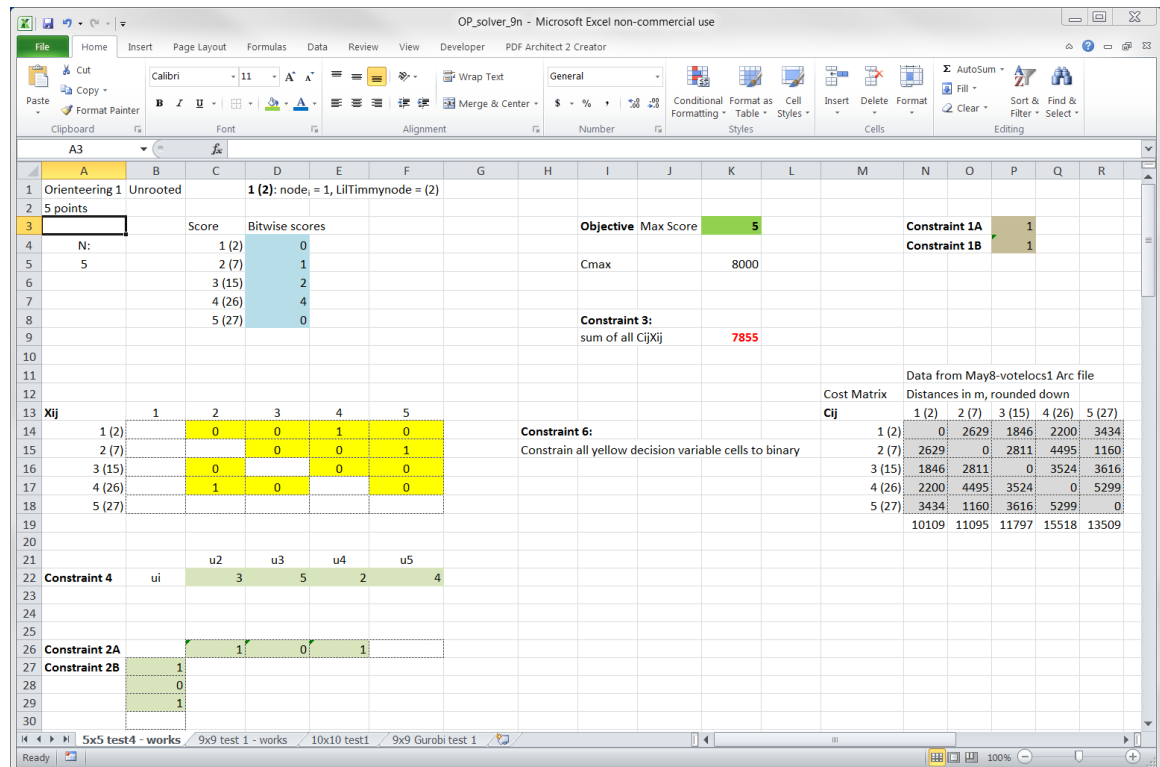 OP_solver_9n - Microsoft Excel non-commercial use
File Home Insert Page Layout Formulas Data Review View Developer PDF Architect 2 Creator
Paste Cut Copy Format Painter Clipboard
Calibri 11 A A B I U A Font
Wrap Text Merge & Center Alignment
General $ % , .0 .00 .00 .0 Number
Conditional Formatting Format as Table Cell Styles Styles
Insert Delete Format Cells
Σ AutoSum Fill Clear Sort & Filter Find & Select Editing
A3 fx
A B C D E F G H I J K L M N O P Q R
1 Orienteering 1 Unrooted 1 (2): nodei = 1, LilTimmynode = (2)
2 5 points
3 Score Bitwise scores Objective Max Score 5 Constraint 1A 1
4 N: 1 (2) 0 Constraint 1B 1
5 5 2 (7) 1 Cmax 8000
6 3 (15) 2
7 4 (26) 4
8 5 (27) 0 Constraint 3:
9 sum of all CijXij 7855
10
11 Data from May8-votelocs1 Arc file
12 Cost Matrix Distances in m, rounded down
13 Xij 1 2 3 4 5 Cij 1 (2) 2 (7) 3 (15) 4 (26) 5 (27)
14 1 (2) 0 0 1 0 Constraint 6: 1 (2) 0 2629 1846 2200 3434
15 2 (7) 0 0 1 Constrain all yellow decision variable cells to binary 2 (7) 2629 0 2811 4495 1160
16 3 (15) 0 0 0 3 (15) 1846 2811 0 3524 3616
17 4 (26) 1 0 0 4 (26) 2200 4495 3524 0 5299
18 5 (27) 5 (27) 3434 1160 3616 5299 0
19 10109 11095 11797 15518 13509
20
21 u2 u3 u4 u5
22 Constraint 4 ui 3 5 2 4
23
24
25
26 Constraint 2A 1 0 1
27 Constraint 2B 1
28 0
29 1
30
5x5 test4 - works 9x9 test 1 - works 10x10 test1 9x9 Gurobi test 1
Ready 100%